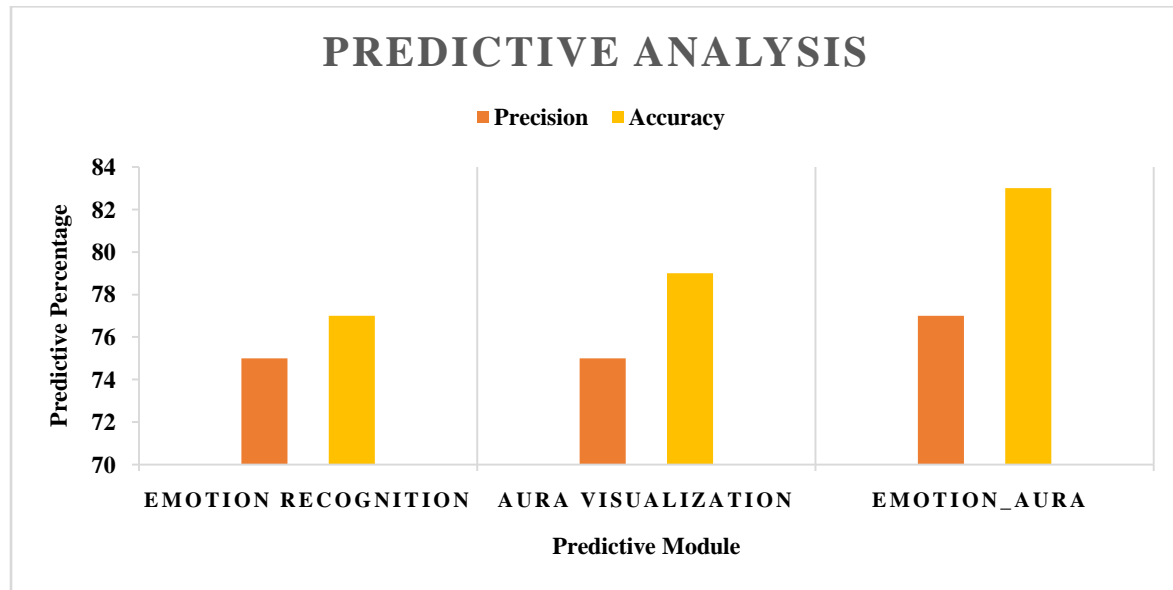 PREDICTIVE ANALYSIS
Precision Accuracy
84
82
80
78
76
74
72
70
Predictive Percentage
EMOTION RECOGNITION AURA VISUALIZATION EMOTION_AURA
Predictive Module